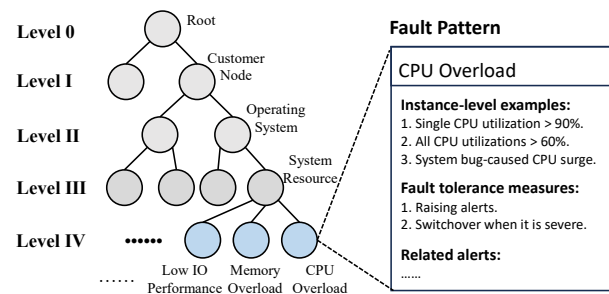 Level 0
Root
Level I
Customer
Node
Level II
Operating
System
Level III
System
Resource
Level IV
••••••
Low IO
Performance
Memory
Overload
CPU
Overload
......
Fault Pattern
CPU Overload
Instance-level examples:
1. Single CPU utilization > 90%.
2. All CPU utilizations > 60%.
3. System bug-caused CPU surge.
Fault tolerance measures:
1. Raising alerts.
2. Switchover when it is severe.
Related alerts:
......